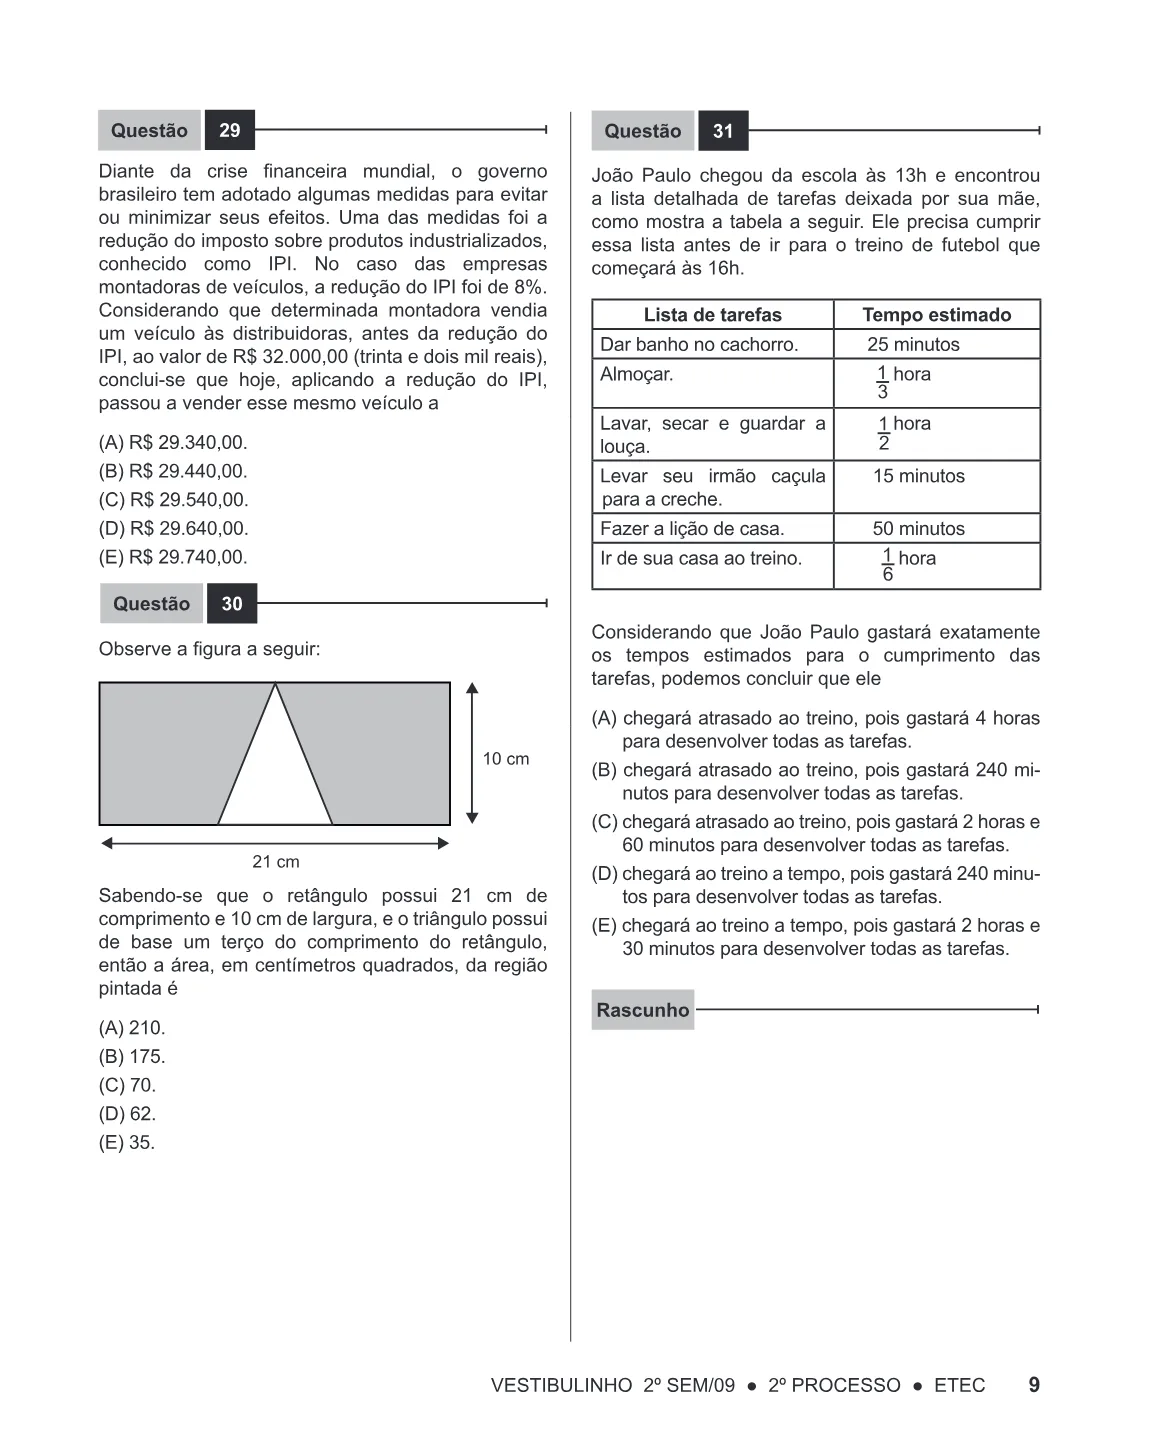 Questão 29
Diante da crise financeira mundial, o governo
brasileiro tem adotado algumas medidas para evitar
ou minimizar seus efeitos. Uma das medidas foi a
redução do imposto sobre produtos industrializados,
conhecido como IPI. No caso das empresas
montadoras de veículos, a redução do IPI foi de 8%.
Considerando que determinada montadora vendia
um veículo às distribuidoras, antes da redução do
IPI, ao valor de R$ 32.000,00 (trinta e dois mil reais),
conclui-se que hoje, aplicando a redução do IPI,
passou a vender esse mesmo veículo a
(A) R$ 29.340,00.
(B) R$ 29.440,00.
(C) R$ 29.540,00.
(D) R$ 29.640,00.
(E) R$ 29.740,00.
Questão 30
Observe a figura a seguir:
10 cm
21 cm
Sabendo-se que o retângulo possui 21 cm de
comprimento e 10 cm de largura, e o triângulo possui
de base um terço do comprimento do retângulo,
então a área, em centímetros quadrados, da região
pintada é
(A) 210.
(B) 175.
(C) 70.
(D) 62.
(E) 35.
Questão 31
João Paulo chegou da escola às 13h e encontrou
a lista detalhada de tarefas deixada por sua mãe,
como mostra a tabela a seguir. Ele precisa cumprir
essa lista antes de ir para o treino de futebol que
começará às 16h.
Lista de tarefas Tempo estimado
Dar banho no cachorro. 25 minutos
Almoçar. 1/3 hora
Lavar, secar e guardar a louça. 1/2 hora
Levar seu irmão caçula para a creche. 15 minutos
Fazer a lição de casa. 50 minutos
Ir de sua casa ao treino. 1/6 hora
Considerando que João Paulo gastará exatamente
os tempos estimados para o cumprimento das
tarefas, podemos concluir que ele
(A) chegará atrasado ao treino, pois gastará 4 horas
para desenvolver todas as tarefas.
(B) chegará atrasado ao treino, pois gastará 240 mi-
nutos para desenvolver todas as tarefas.
(C) chegará atrasado ao treino, pois gastará 2 horas e
60 minutos para desenvolver todas as tarefas.
(D) chegará ao treino a tempo, pois gastará 240 minu-
tos para desenvolver todas as tarefas.
(E) chegará ao treino a tempo, pois gastará 2 horas e
30 minutos para desenvolver todas as tarefas.
Rascunho
VESTIBULINHO 2º SEM/09 ● 2º PROCESSO ● ETEC 9